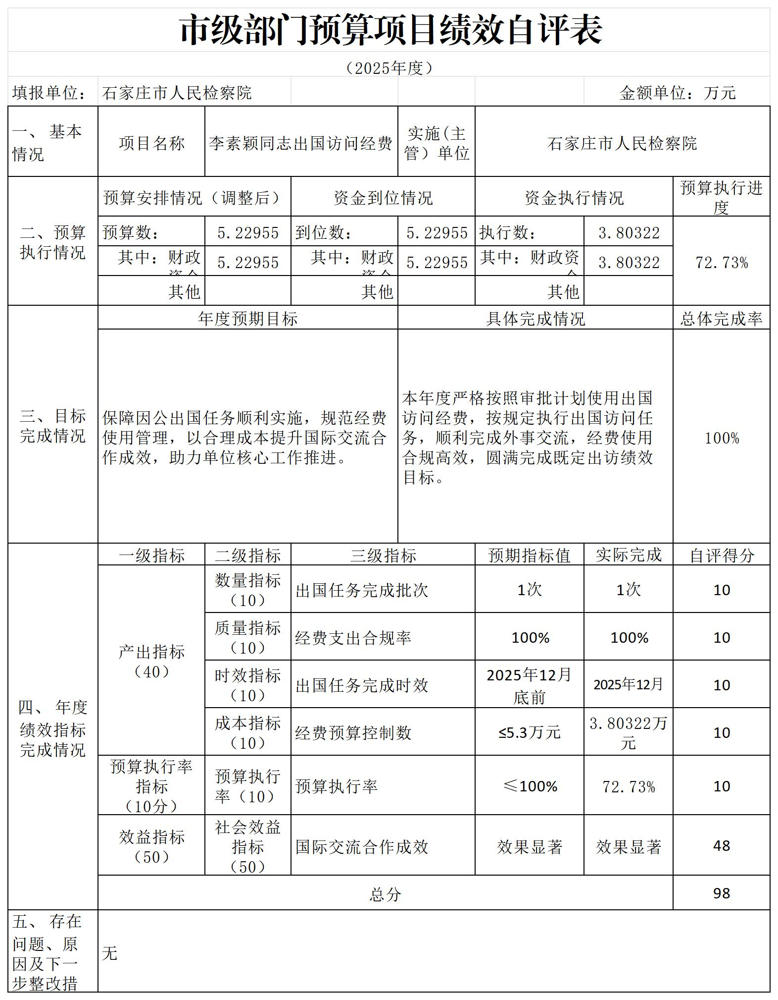 市级部门预算项目绩效自评表
（2025年度）
填报单位：
石家庄市人民检察院
金额单位：万元
一、 基本
情况
项目名称
李素颖同志出国访问经费
实施(主
管）单位
石家庄市人民检察院
二、预算
执行情况
预算安排情况（调整后）
资金到位情况
资金执行情况
预算执行进
度
预算数：
5.22955
到位数：
5.22955
执行数：
3.80322
72.73%
其中：财政
资金
5.22955
其中：财政
资金
5.22955
其中：财政资
金
3.80322
其他
其他
其他
三、目标
完成情况
年度预期目标
具体完成情况
总体完成率
保障因公出国任务顺利实施，规范经费
使用管理，以合理成本提升国际交流合
作成效，助力单位核心工作推进。
本年度严格按照审批计划使用出国
访问经费，按规定执行出国访问任
务，顺利完成外事交流，经费使用
合规高效，圆满完成既定出访绩效
目标。
100%
四、 年度
绩效指标
完成情况
一级指标
二级指标
三级指标
预期指标值
实际完成
自评得分
产出指标
（40）
数量指标
（10）
出国任务完成批次
1次
1次
10
质量指标
（10）
经费支出合规率
100%
100%
10
时效指标
（10）
出国任务完成时效
2025年12月
底前
2025年12月
10
成本指标
（10）
经费预算控制数
≤5.3万元
3.80322万
元
10
预算执行率
指标
（10分）
预算执行
率（10）
预算执行率
≤100%
72.73%
10
效益指标
（50）
社会效益
指标
（50）
国际交流合作成效
效果显著
效果显著
48
总分
98
五、 存在
问题、原
因及下一
步整改措
无